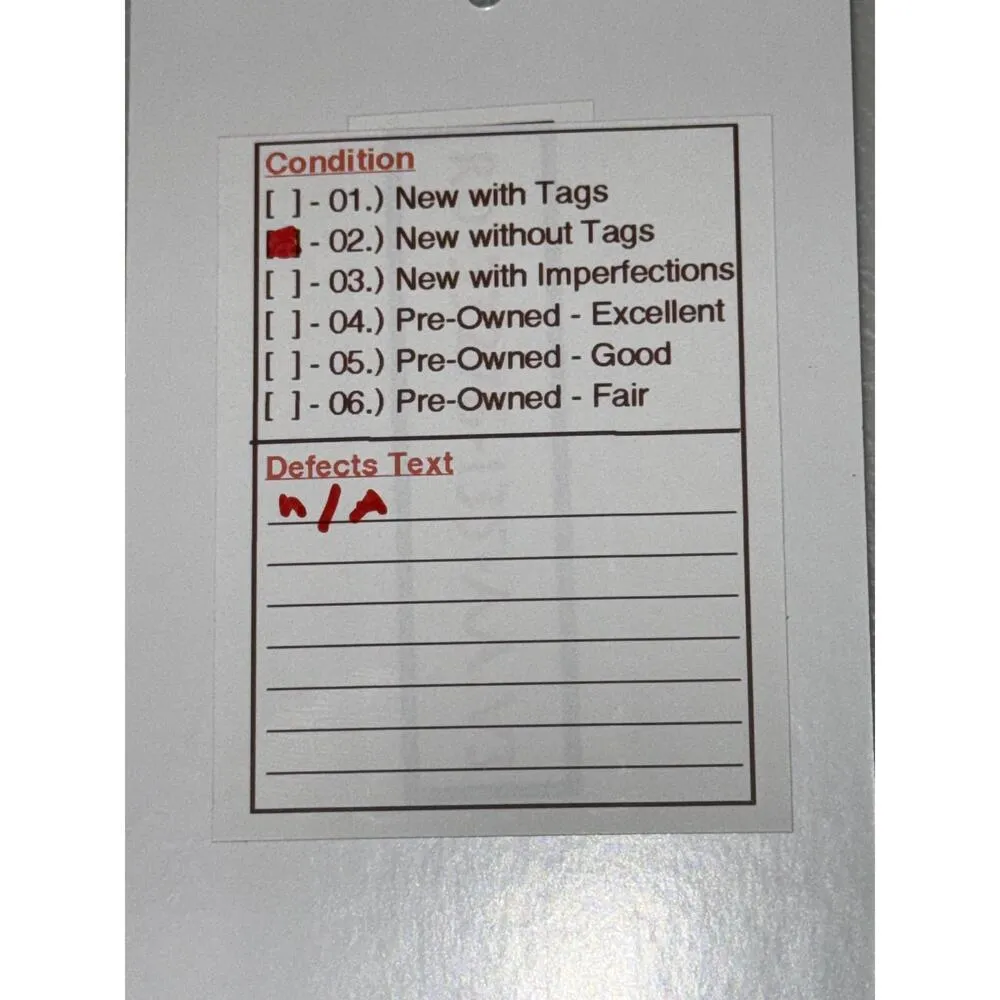 Condition
[ ] - 01.) New with Tags
[■] - 02.) New without Tags
[ ] - 03.) New with Imperfections
[ ] - 04.) Pre-Owned - Excellent
[ ] - 05.) Pre-Owned - Good
[ ] - 06.) Pre-Owned - Fair
Defects Text
n/A